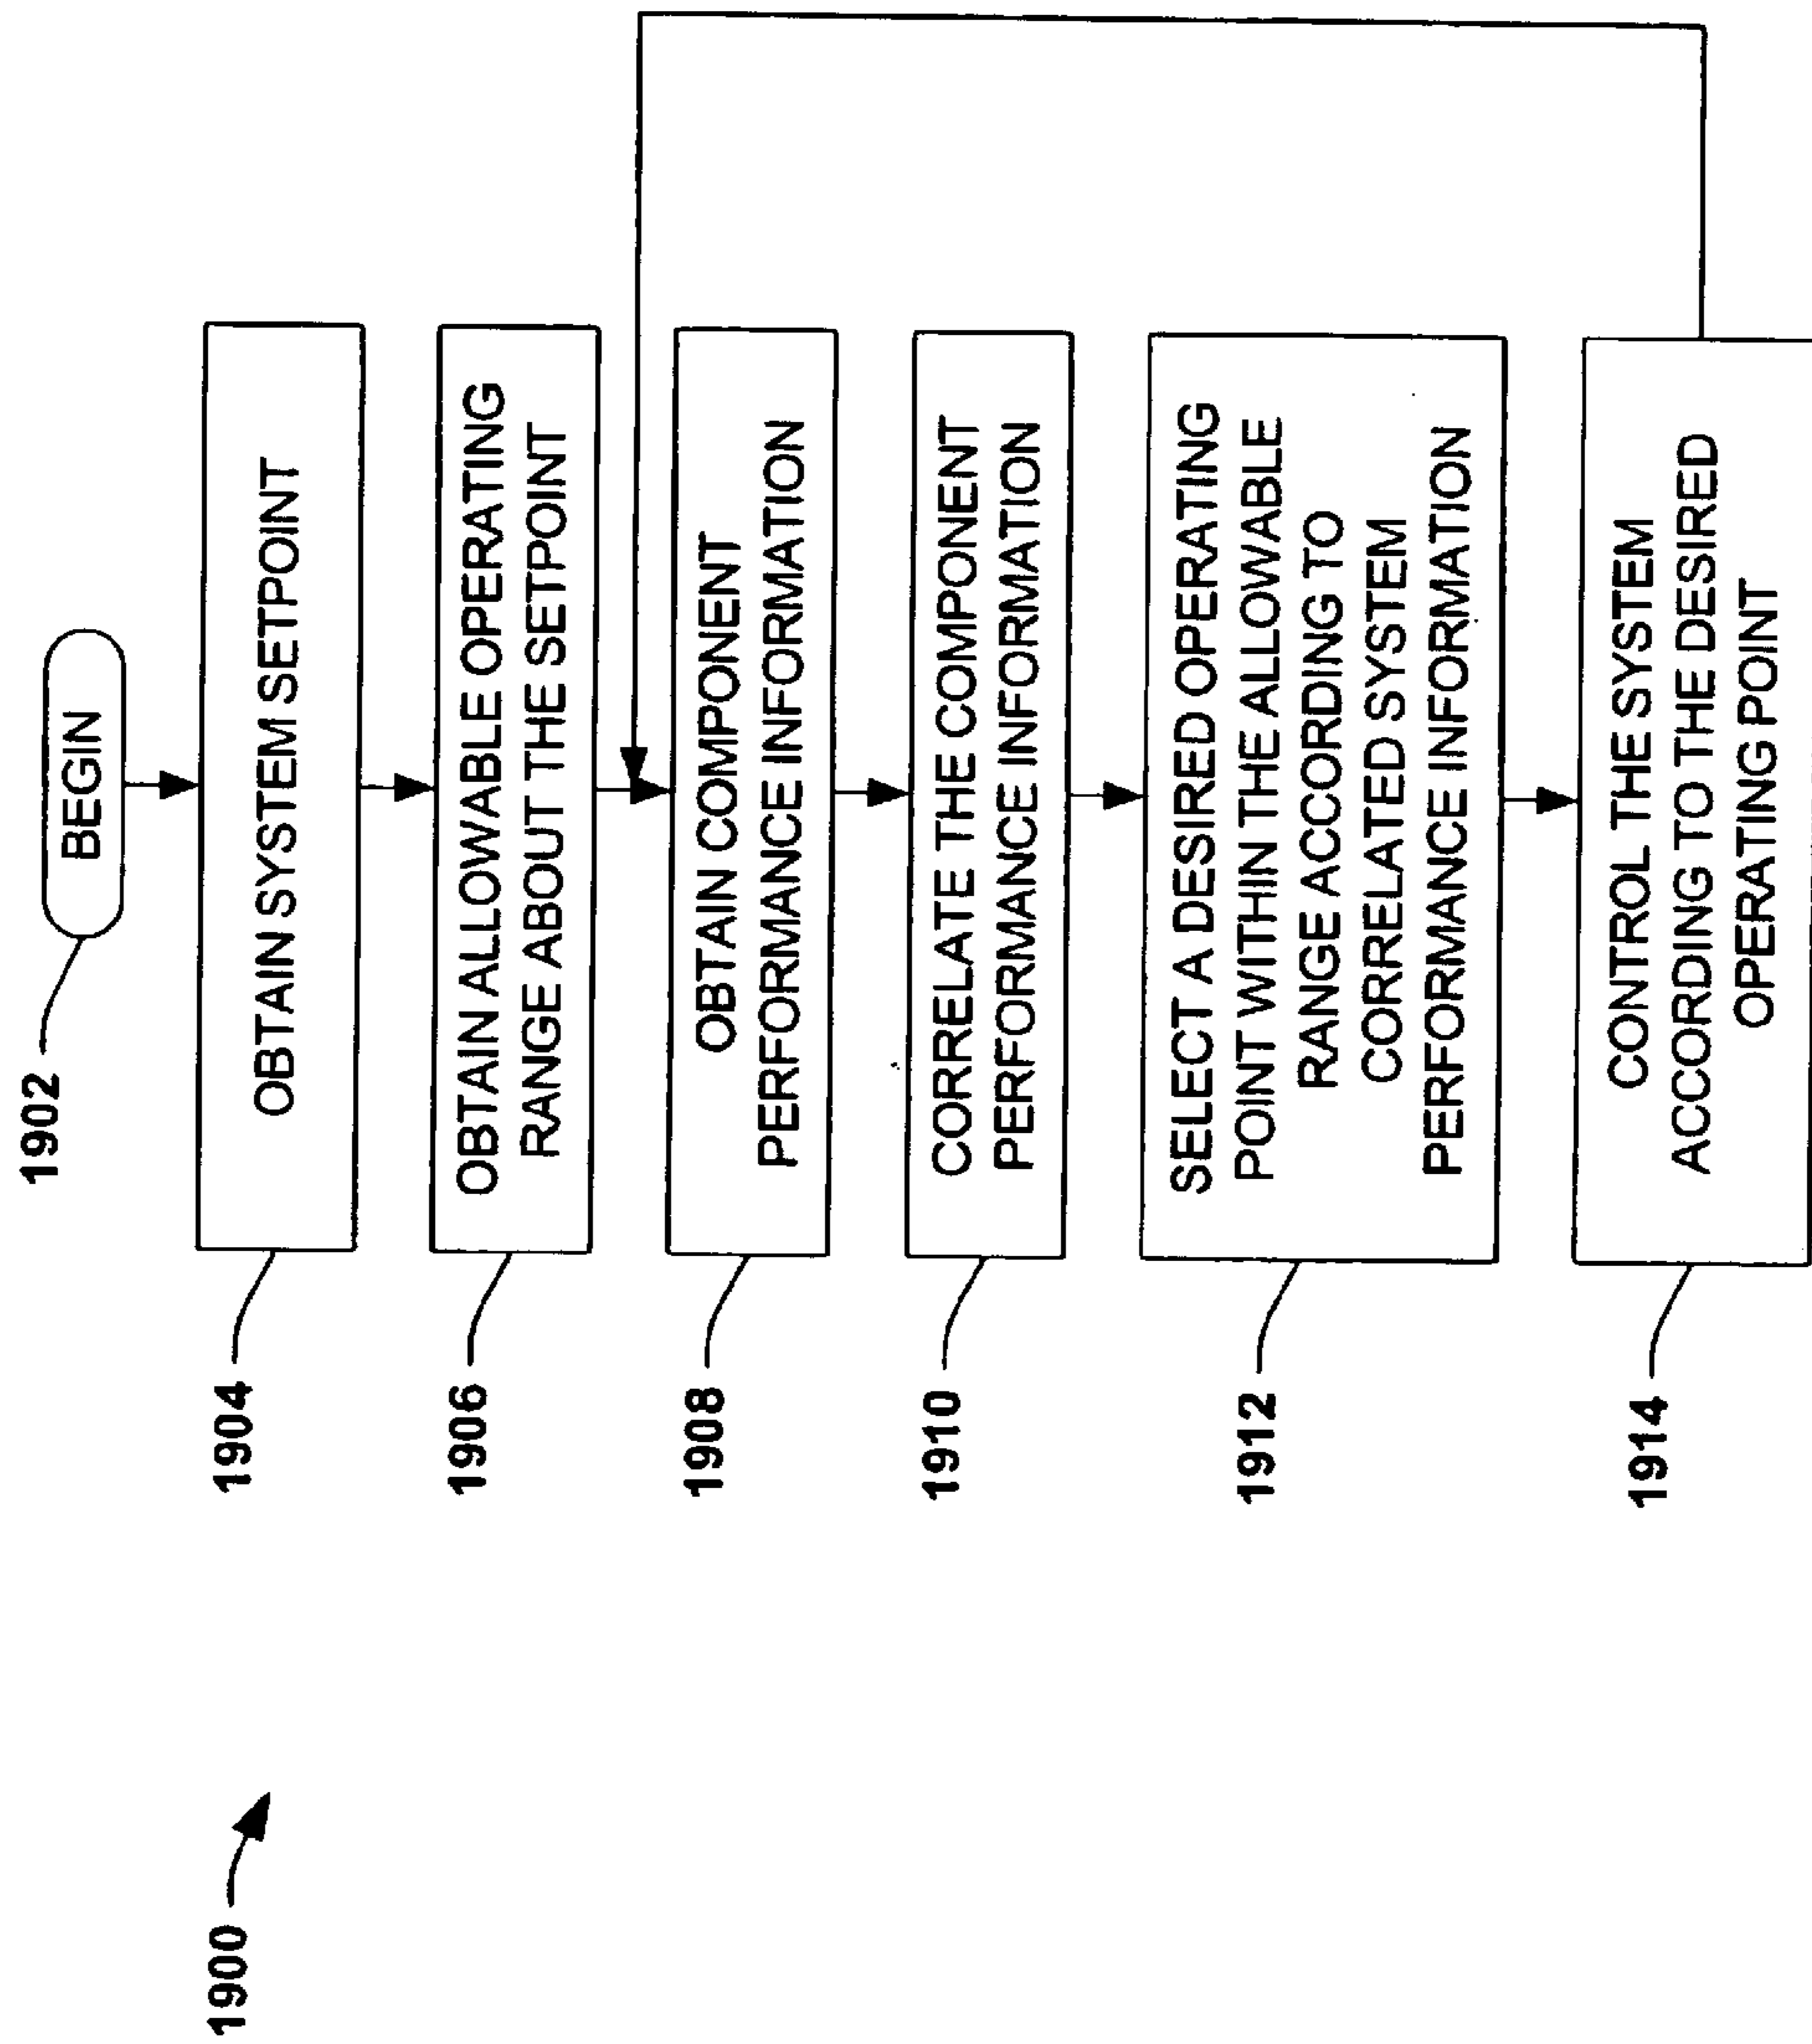 1900
1902
BEGIN
1904
OBTAIN SYSTEM SETPOINT
1906
OBTAIN ALLOWABLE OPERATING
RANGE ABOUT THE SETPOINT
1908
OBTAIN COMPONENT
PERFORMANCE INFORMATION
1910
CORRELATE THE COMPONENT
PERFORMANCE INFORMATION
1912
SELECT A DESIRED OPERATING
POINT WITHIN THE ALLOWABLE
RANGE ACCORDING TO
CORRELATED SYSTEM
PERFORMANCE INFORMATION
1914
CONTROL THE SYSTEM
ACCORDING TO THE DESIRED
OPERATING POINT